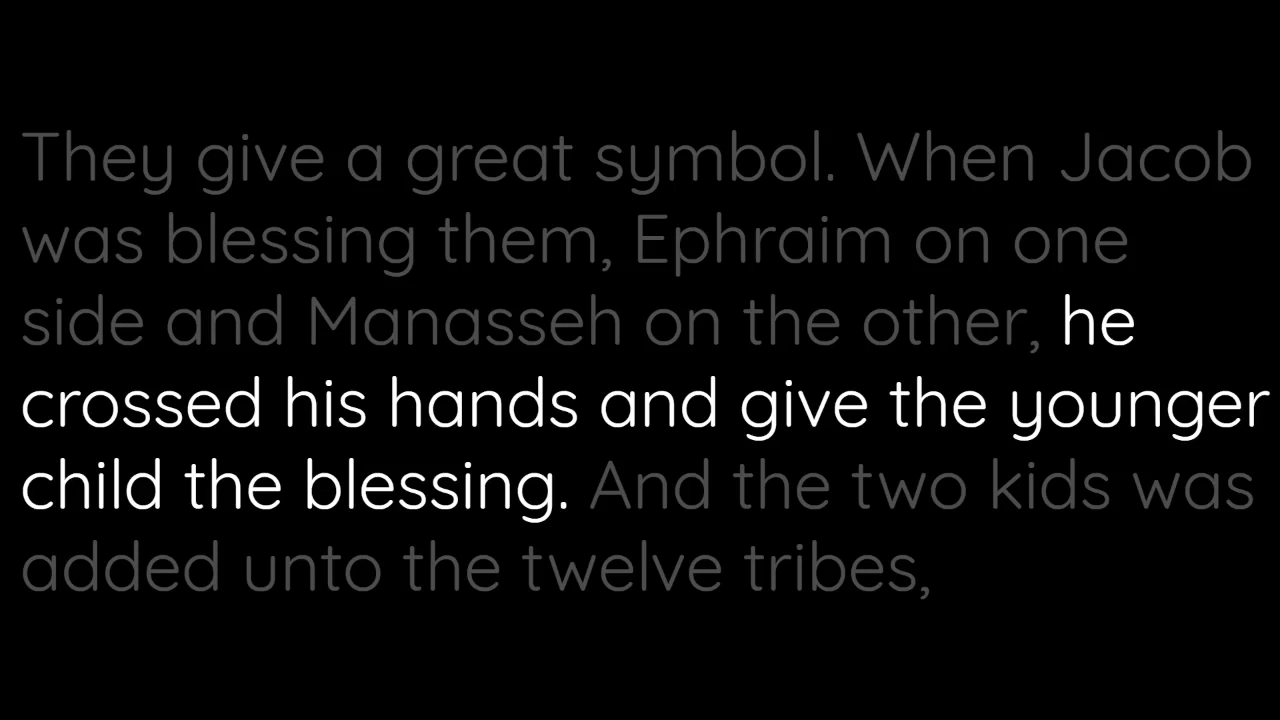 They give a great symbol. When Jacob
was blessing them, Ephraim on one
side and Manasseh on the other, he
crossed his hands and give the younger
child the blessing. And the two kids was
added unto the twelve tribes,